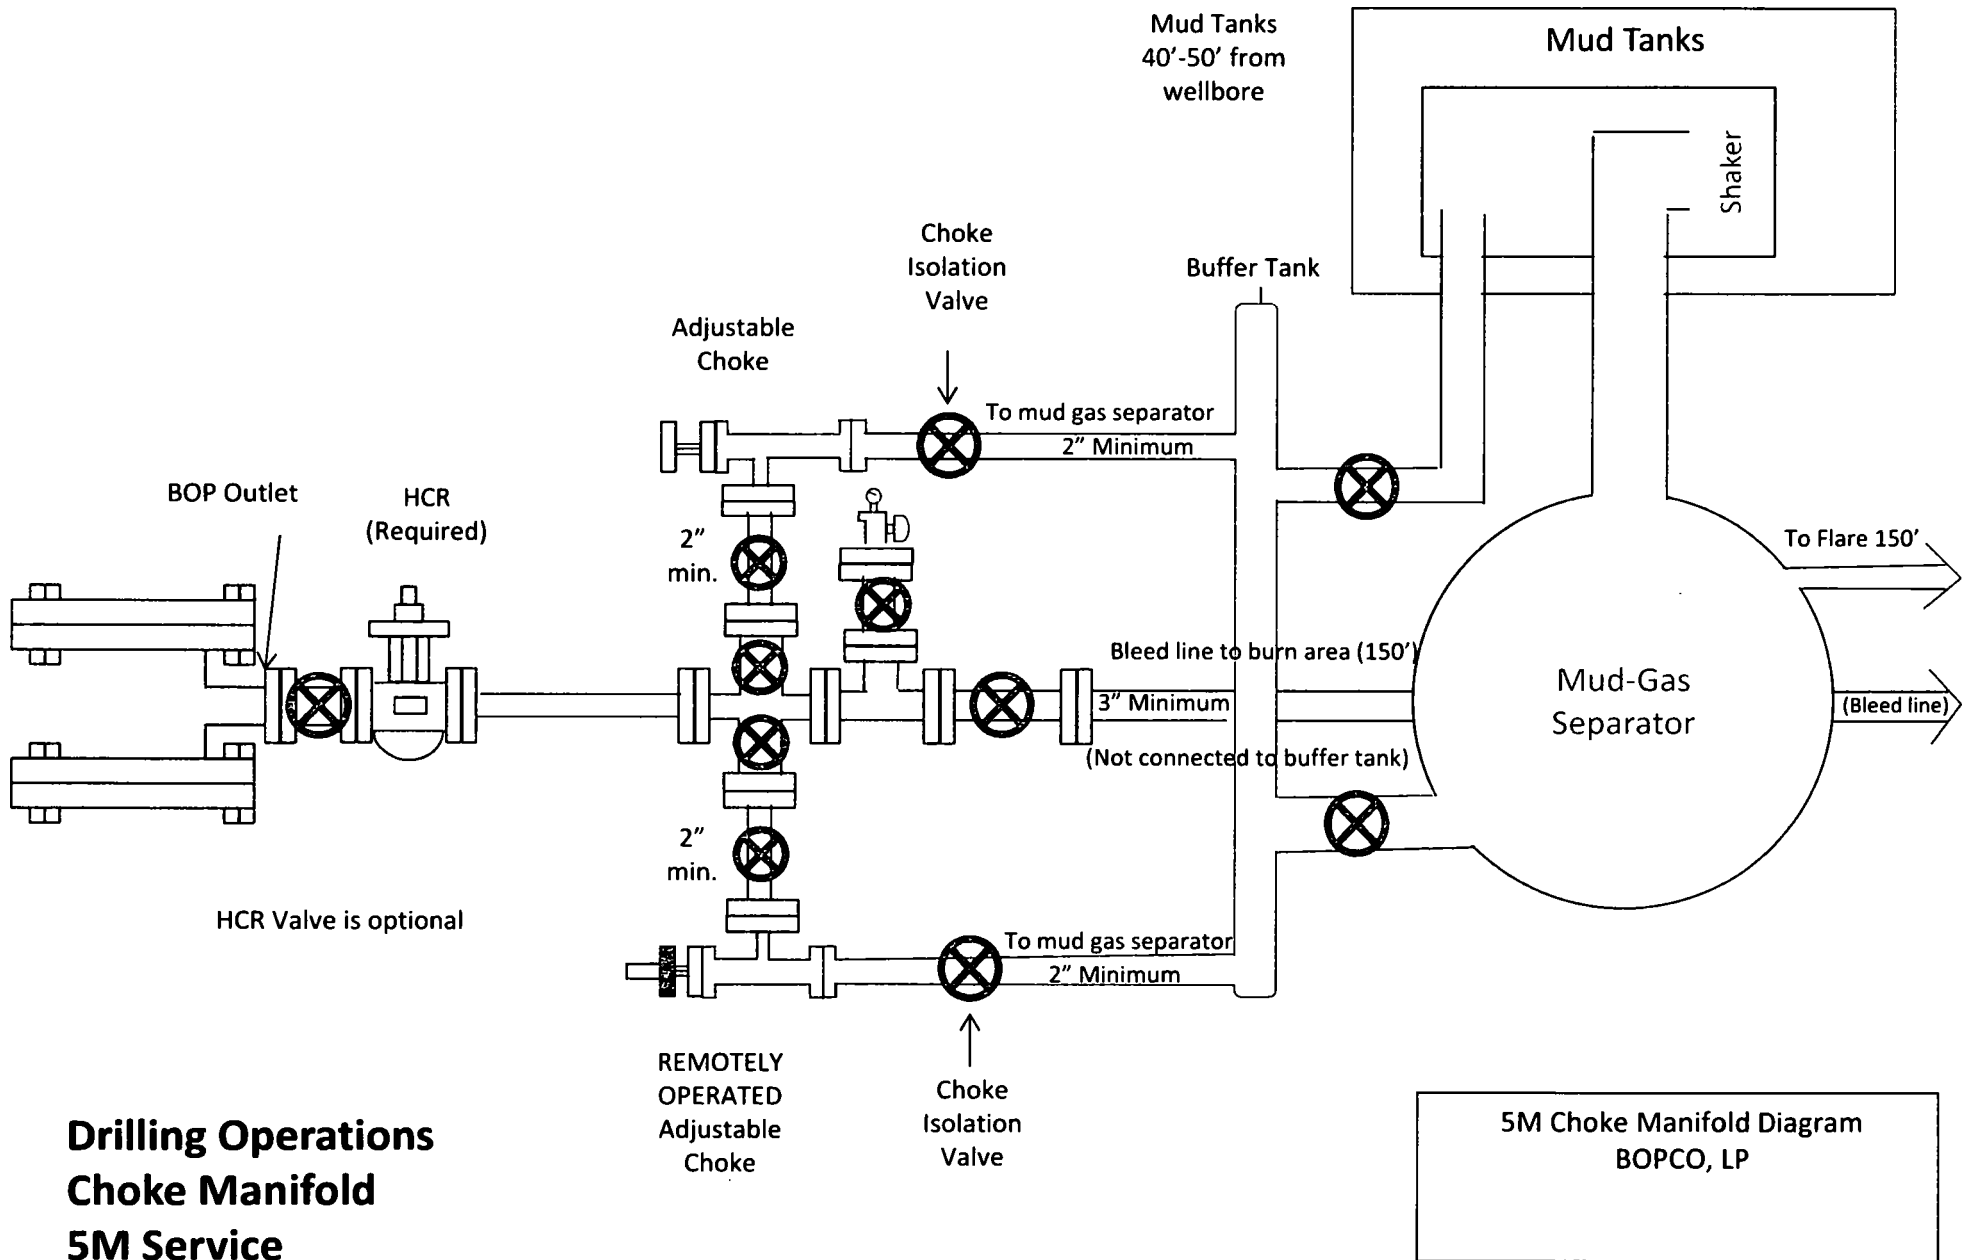 Mud Tanks
40'-50' from
wellbore
Mud Tanks
Shaker
Choke
Isolation
Valve
Buffer Tank
Adjustable
Choke
To mud gas separator
2” Minimum
BOP Outlet
HCR
(Required)
2”
min.
To Flare 150'
Bleed line to burn area (150')
3” Minimum
(Not connected to buffer tank)
Mud-Gas
Separator
(Bleed line)
2”
min.
HCR Valve is optional
To mud gas separator
2” Minimum
REMOTELY
OPERATED
Adjustable
Choke
Choke
Isolation
Valve
Drilling Operations
Choke Manifold
5M Service
5M Choke Manifold Diagram
BOPCO, LP